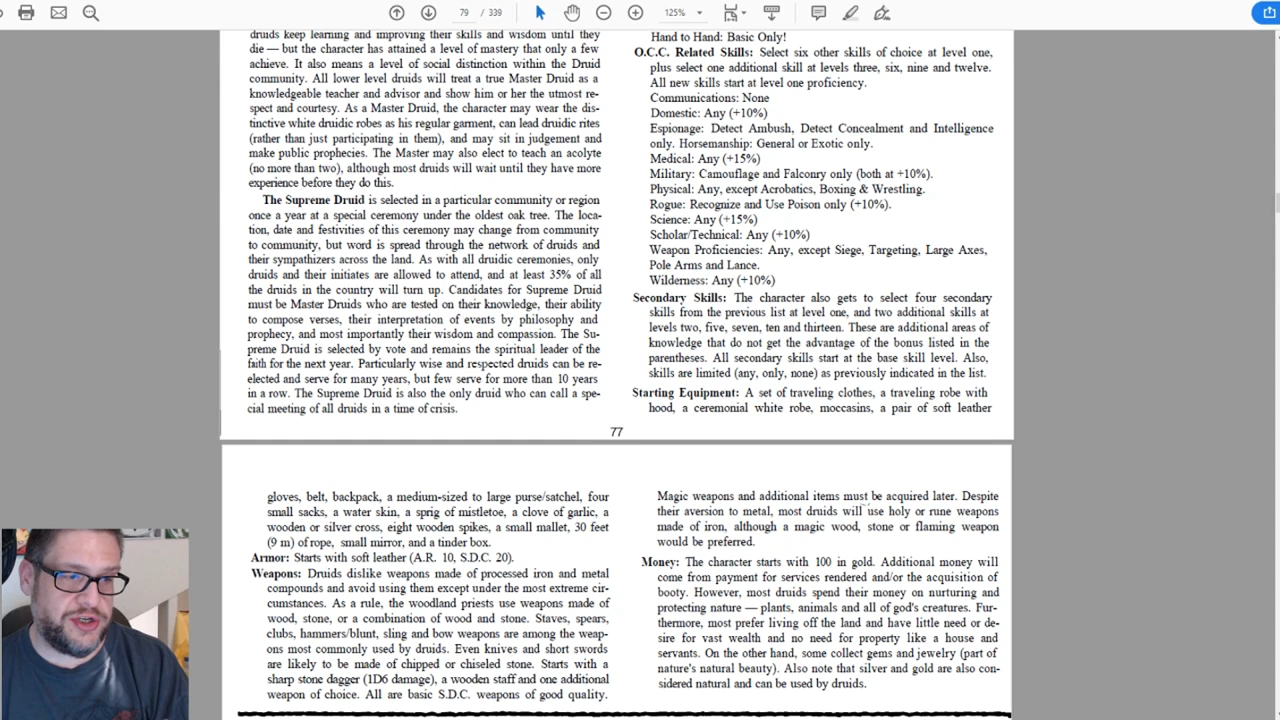 79 / 339
125%
druids keep learning and improving their skills and wisdom until they
die — but the character has attained a level of mastery that only a few
achieve. It also means a level of social distinction within the Druid
community. All lower level druids will treat a true Master Druid as a
knowledgeable teacher and advisor and show him or her the utmost re-
spect and courtesy. As a Master Druid, the character may wear the dis-
tinctive white druidic robes as his regular garment, can lead druidic rites
(rather than just participating in them), and may sit in judgement and
make public prophecies. The Master may also elect to teach an acolyte
(no more than two), although most druids will wait until they have more
experience before they do this.
The Supreme Druid is selected in a particular community or region
once a year at a special ceremony under the oldest oak tree. The loca-
tion, date and festivities of this ceremony may change from community
to community, but word is spread through the network of druids and
their sympathizers across the land. As with all druidic ceremonies, only
druids and their initiates are allowed to attend, and at least 35% of all
the druids in the country will turn up. Candidates for Supreme Druid
must be Master Druids who are tested on their knowledge, their ability
to compose verses, their interpretation of events by philosophy and
prophecy, and most importantly their wisdom and compassion. The Su-
preme Druid is selected by vote and remains the spiritual leader of the
faith for the next year. Particularly wise and respected druids can be re-
elected and serve for many years, but few serve for more than 10 years
in a row. The Supreme Druid is also the only druid who can call a spe-
cial meeting of all druids in a time of crisis.
Hand to Hand: Basic Only!
O.C.C. Related Skills: Select six other skills of choice at level one,
plus select one additional skill at levels three, six, nine and twelve.
All new skills start at level one proficiency.
Communications: None
Domestic: Any (+10%)
Espionage: Detect Ambush, Detect Concealment and Intelligence
only. Horsemanship: General or Exotic only.
Medical: Any (+15%)
Military: Camouflage and Falconry only (both at +10%).
Physical: Any, except Acrobatics, Boxing & Wrestling.
Rogue: Recognize and Use Poison only (+10%).
Science: Any (+15%)
Scholar/Technical: Any (+10%)
Weapon Proficiencies: Any, except Siege, Targeting, Large Axes,
Pole Arms and Lance.
Wilderness: Any (+10%)
Secondary Skills: The character also gets to select four secondary
skills from the previous list at level one, and two additional skills at
levels two, five, seven, ten and thirteen. These are additional areas of
knowledge that do not get the advantage of the bonus listed in the
parentheses. All secondary skills start at the base skill level. Also,
skills are limited (any, only, none) as previously indicated in the list.
Starting Equipment: A set of traveling clothes, a traveling robe with
hood, a ceremonial white robe, moccasins, a pair of soft leather
77
gloves, belt, backpack, a medium-sized to large purse/satchel, four
small sacks, a water skin, a sprig of mistletoe, a clove of garlic, a
wooden or silver cross, eight wooden spikes, a small mallet, 30 feet
(9 m) of rope, small mirror, and a tinder box.
Armor: Starts with soft leather (A.R. 10, S.D.C. 20).
Weapons: Druids dislike weapons made of processed iron and metal
compounds and avoid using them except under the most extreme cir-
cumstances. As a rule, the woodland priests use weapons made of
wood, stone, or a combination of wood and stone. Staves, spears,
clubs, hammers/blunt, sling and bow weapons are among the weap-
ons most commonly used by druids. Even knives and short swords
are likely to be made of chipped or chiseled stone. Starts with a
sharp stone dagger (1D6 damage), a wooden staff and one additional
weapon of choice. All are basic S.D.C. weapons of good quality.
Magic weapons and additional items must be acquired later. Despite
their aversion to metal, most druids will use holy or rune weapons
made of iron, although a magic wood, stone or flaming weapon
would be preferred.
Money: The character starts with 100 in gold. Additional money will
come from payment for services rendered and/or the acquisition of
booty. However, most druids spend their money on nurturing and
protecting nature — plants, animals and all of god's creatures. Fur-
thermore, most prefer living off the land and have little need or de-
sire for vast wealth and no need for property like a house and
servants. On the other hand, some collect gems and jewelry (part of
nature's natural beauty). Also note that silver and gold are also con-
sidered natural and can be used by druids.